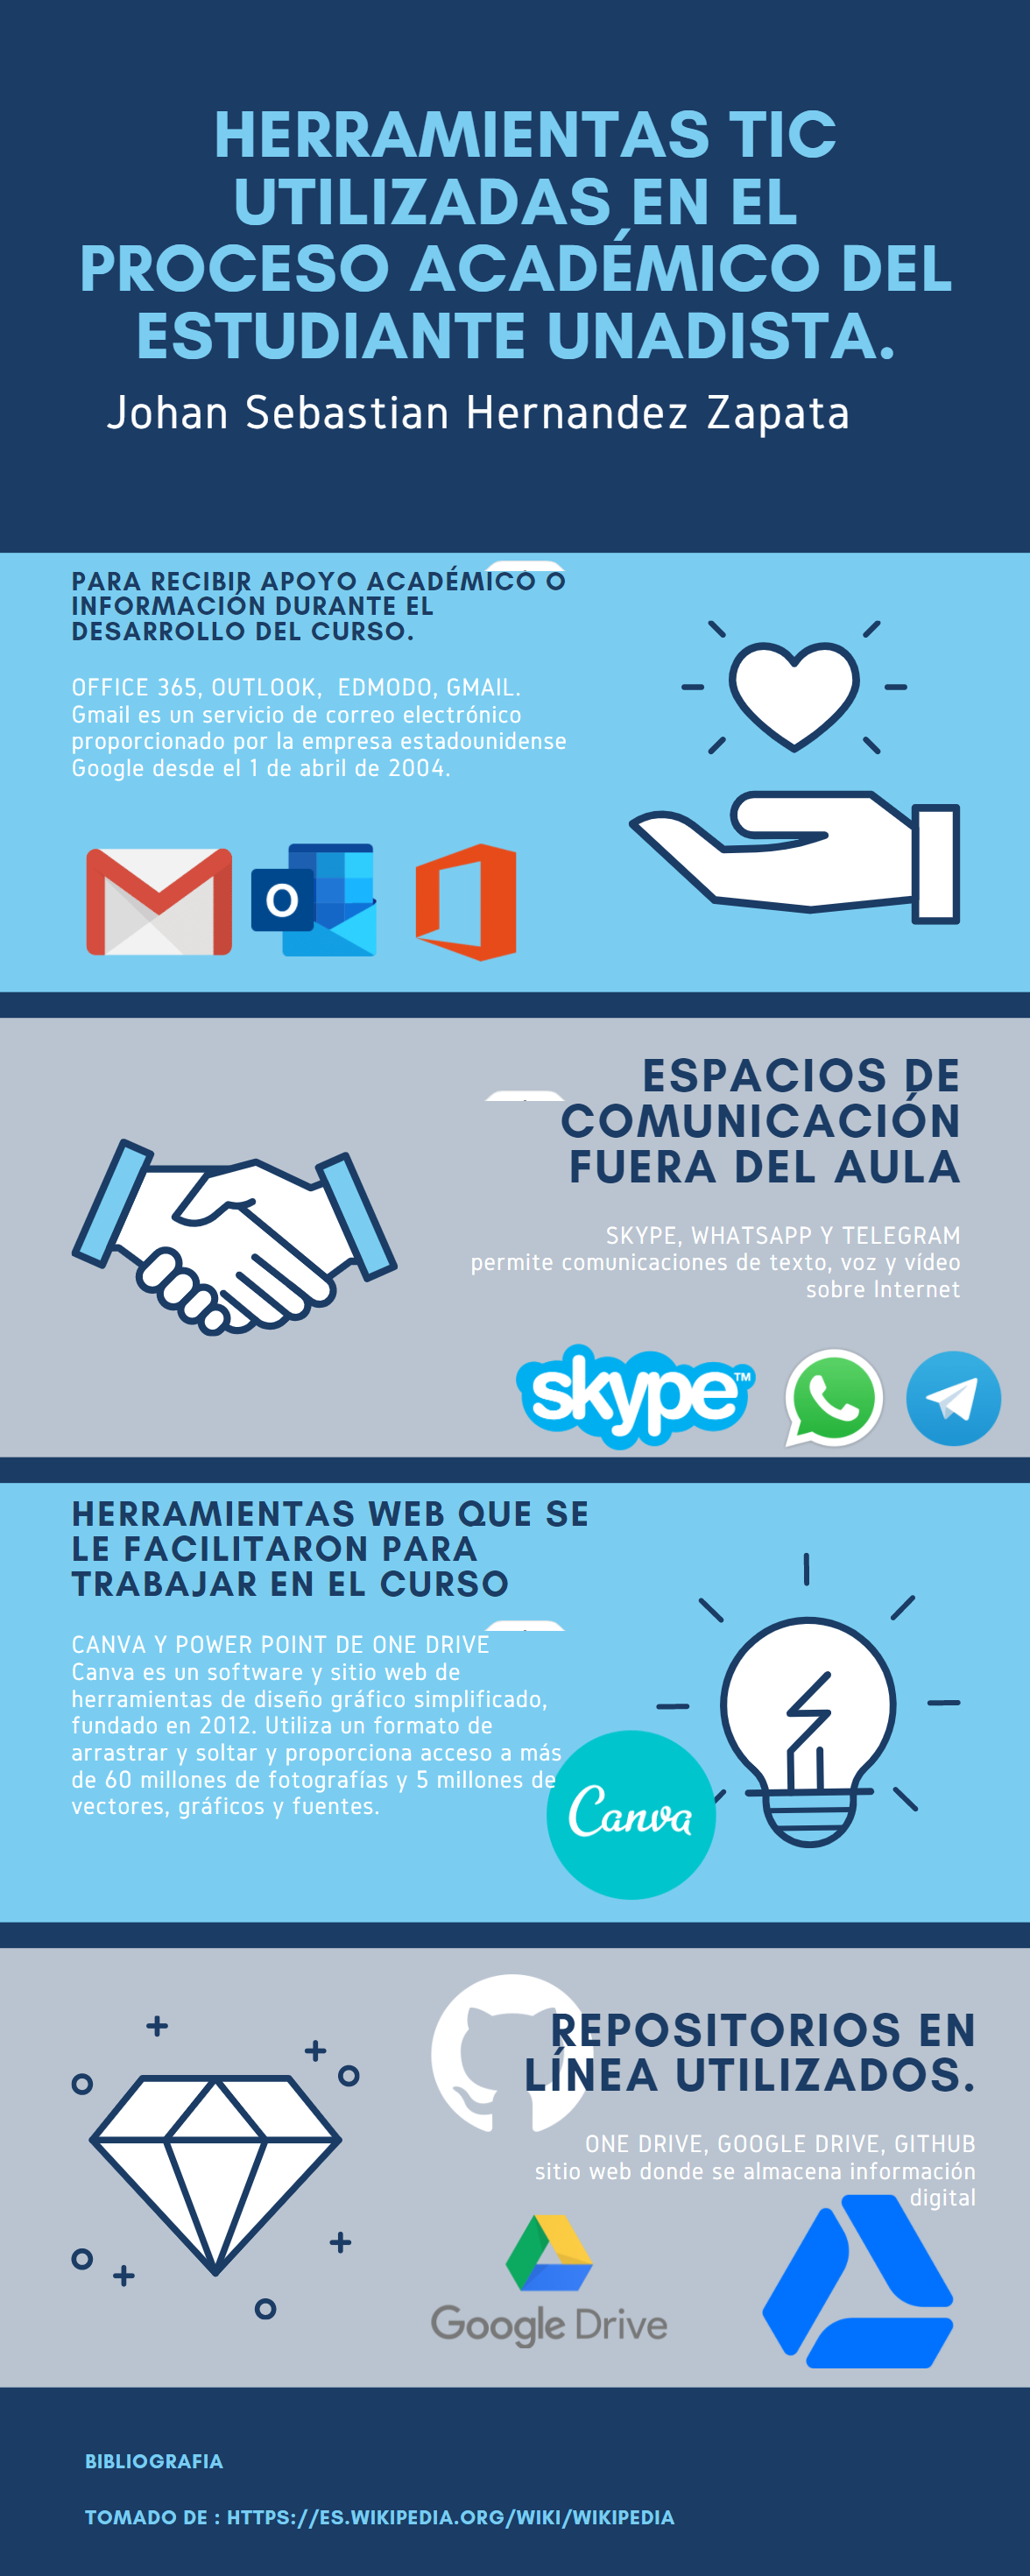 HERRAMIENTAS TIC
UTILIZADAS EN EL
PROCESO ACADÉMICO DEL
ESTUDIANTE UNADISTA.
Johan Sebastian Hernandez Zapata
PARA RECIBIR APOYO ACADÉMICO O
INFORMACIÓN DURANTE EL
DESARROLLO DEL CURSO.
OFFICE 365, OUTLOOK, EDMODO, GMAIL.
Gmail es un servicio de correo electrónico
proporcionado por la empresa estadounidense
Google desde el 1 de abril de 2004.
O
ESPACIOS DE
COMUNICACIÓN
FUERA DEL AULA
SKYPE, WHATSAPP Y TELEGRAM
permite comunicaciones de texto, voz y vídeo
sobre Internet
skype™
HERRAMIENTAS WEB QUE SE
LE FACILITARON PARA
TRABAJAR EN EL CURSO
CANVA Y POWER POINT DE ONE DRIVE
Canva es un software y sitio web de
herramientas de diseño gráfico simplificado,
fundado en 2012. Utiliza un formato de
arrastrar y soltar y proporciona acceso a más
de 60 millones de fotografías y 5 millones de
vectores, gráficos y fuentes.
Canva
REPOSITORIOS EN
LÍNEA UTILIZADOS.
ONE DRIVE, GOOGLE DRIVE, GITHUB
sitio web donde se almacena información
digital
Google Drive
BIBLIOGRAFIA
TOMADO DE : HTTPS://ES.WIKIPEDIA.ORG/WIKI/WIKIPEDIA